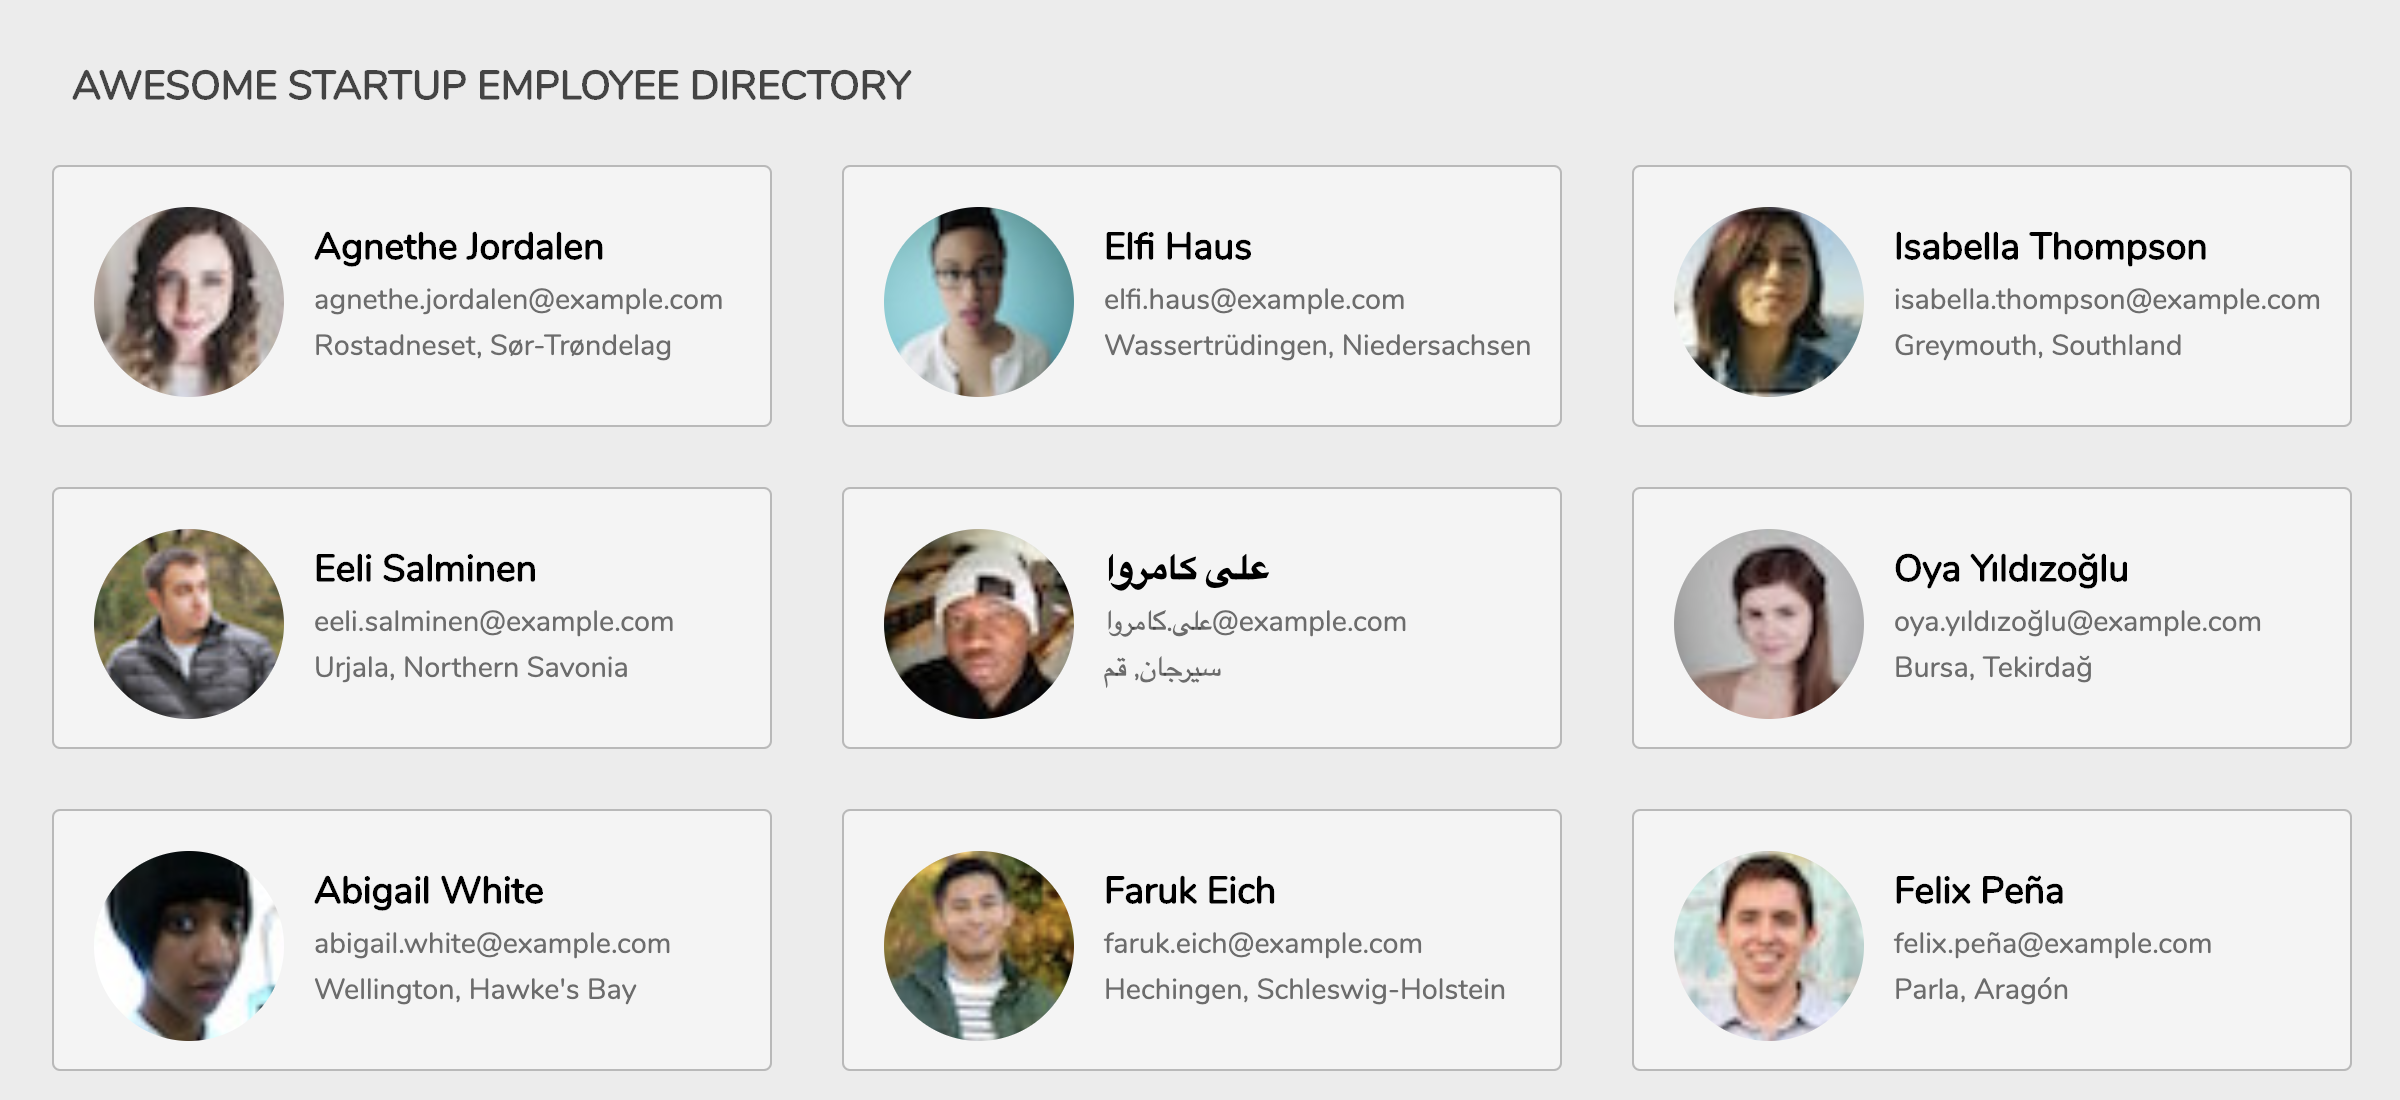 AWESOME STARTUP EMPLOYEE DIRECTORY
Agnethe Jordalen
agnethe.jordalen@example.com
Rostadneset, Sør-Trøndelag
Elfi Haus
elfi.haus@example.com
Wassertrüdingen, Niedersachsen
Isabella Thompson
isabella.thompson@example.com
Greymouth, Southland
Eeli Salminen
eeli.salminen@example.com
Urjala, Northern Savonia
علی کامروا
علی.کامروا@example.com
سیرجان, قم
Oya Yıldızoğlu
oya.yıldızoğlu@example.com
Bursa, Tekirdağ
Abigail White
abigail.white@example.com
Wellington, Hawke's Bay
Faruk Eich
faruk.eich@example.com
Hechingen, Schleswig-Holstein
Felix Peña
felix.peña@example.com
Parla, Aragón